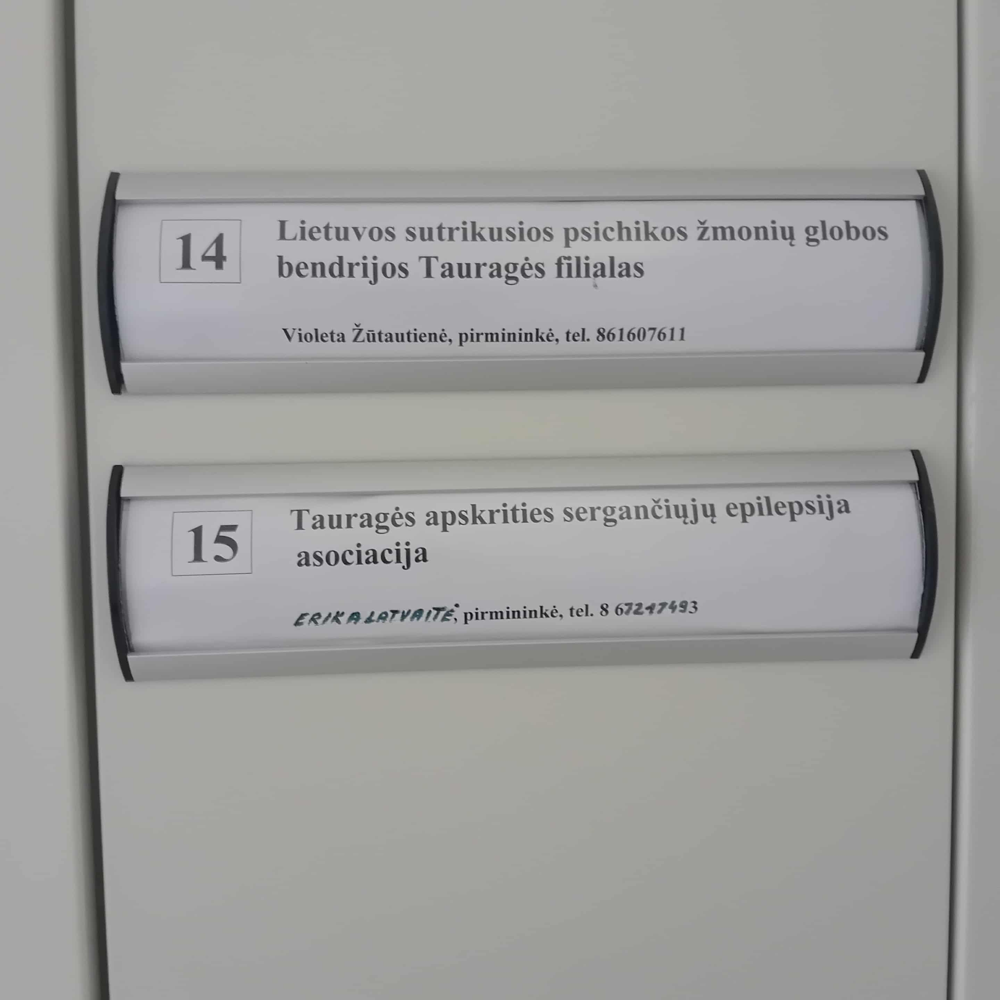 14
Lietuvos sutrikusios psichikos žmonių globos
bendrijos Tauragės filialas
Violeta Žūtautienė, pirmininkė, tel. 861607611
15
Tauragės apskrities sergančiųjų epilepsija
asociacija
ERIKA LATVAITĖ, pirmininkė, tel. 8 67217493